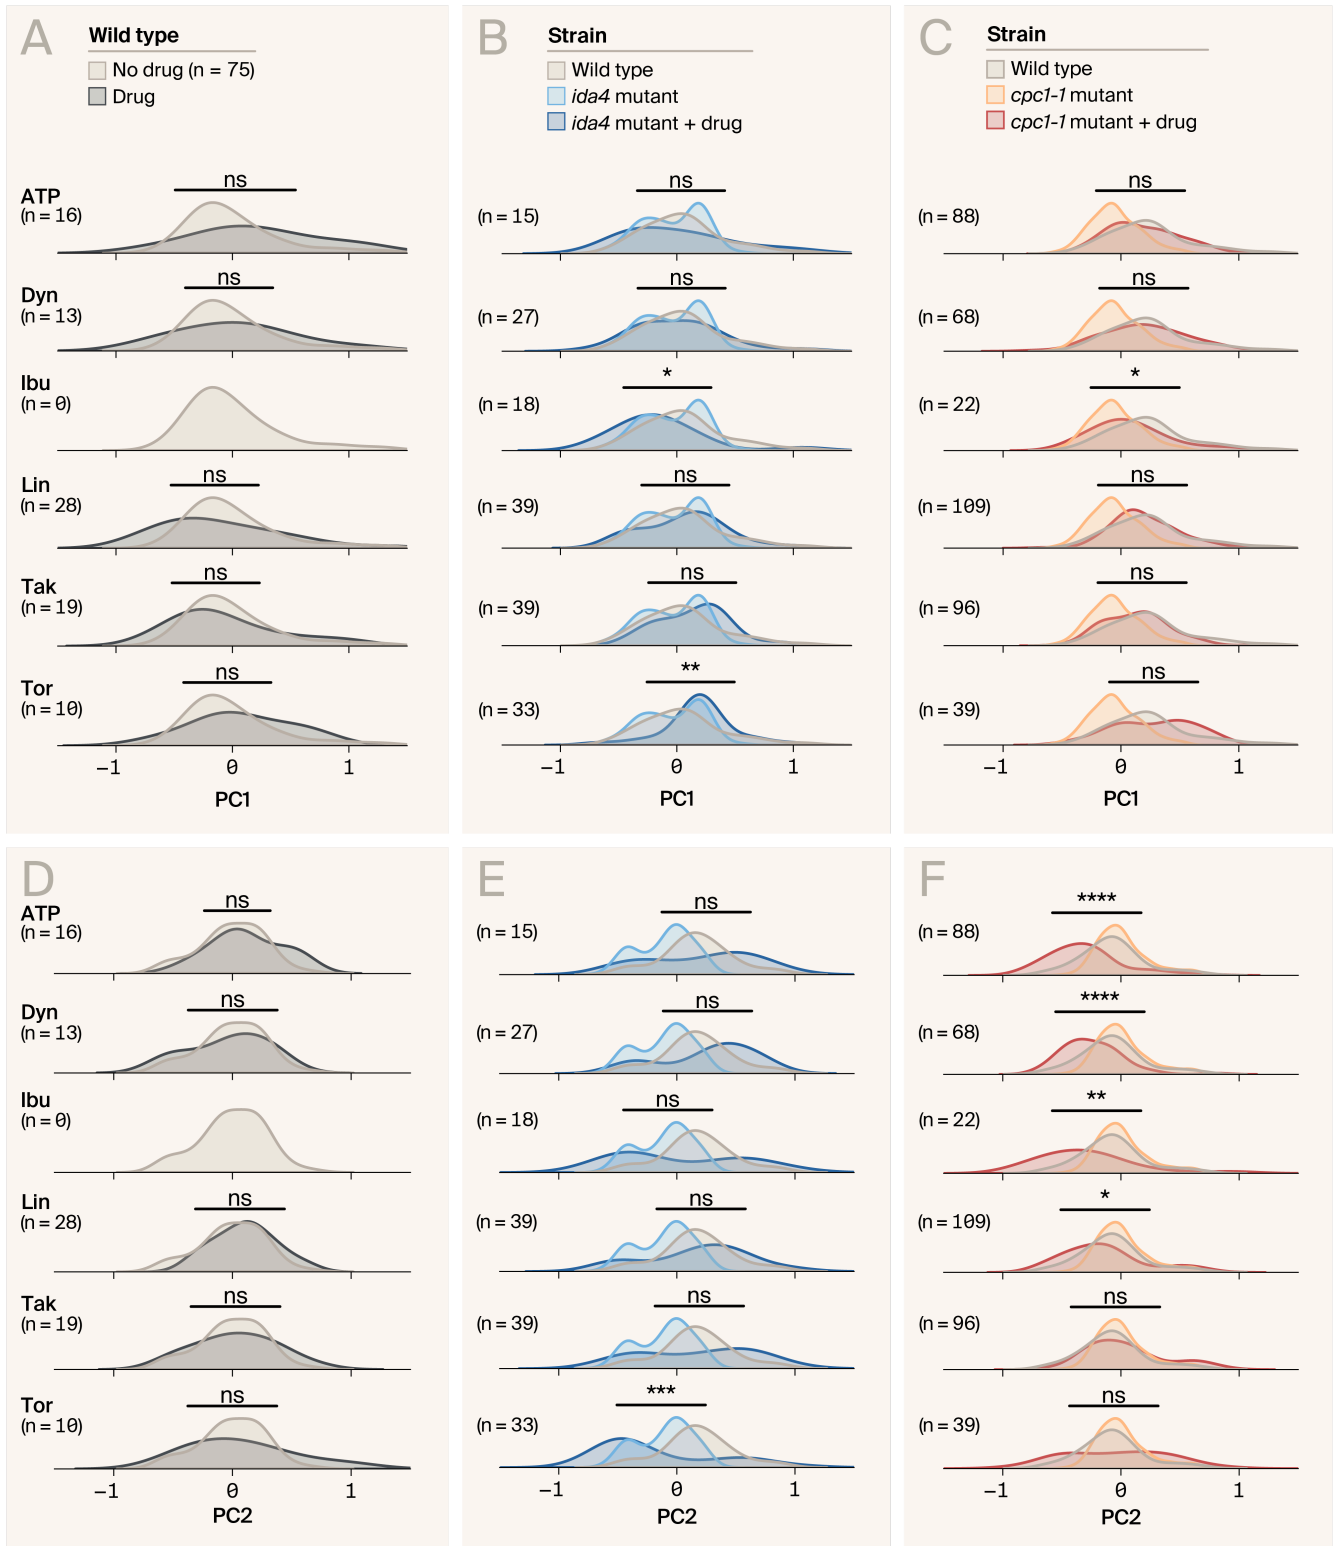 A
Wild type
No drug (n = 75)
Drug
ATP
(n = 16)
ns
Dyn
(n = 13)
ns
Ibu
(n = 0)
Lin
(n = 28)
ns
Tak
(n = 19)
ns
Tor
(n = 10)
ns
−1 0 1
PC1
B
Strain
Wild type
ida4 mutant
ida4 mutant + drug
(n = 15)
ns
(n = 27)
ns
(n = 18)
*
(n = 39)
ns
(n = 39)
ns
(n = 33)
**
−1 0 1
PC1
C
Strain
Wild type
cpc1-1 mutant
cpc1-1 mutant + drug
(n = 88)
ns
(n = 68)
ns
(n = 22)
*
(n = 109)
ns
(n = 96)
ns
(n = 39)
ns
−1 0 1
PC1
D
ATP
(n = 16)
ns
Dyn
(n = 13)
ns
Ibu
(n = 0)
Lin
(n = 28)
ns
Tak
(n = 19)
ns
Tor
(n = 10)
ns
−1 0 1
PC2
E
(n = 15)
ns
(n = 27)
ns
(n = 18)
ns
(n = 39)
ns
(n = 39)
ns
(n = 33)
***
−1 0 1
PC2
F
(n = 88)
****
(n = 68)
****
(n = 22)
**
(n = 109)
*
(n = 96)
ns
(n = 39)
ns
−1 0 1
PC2